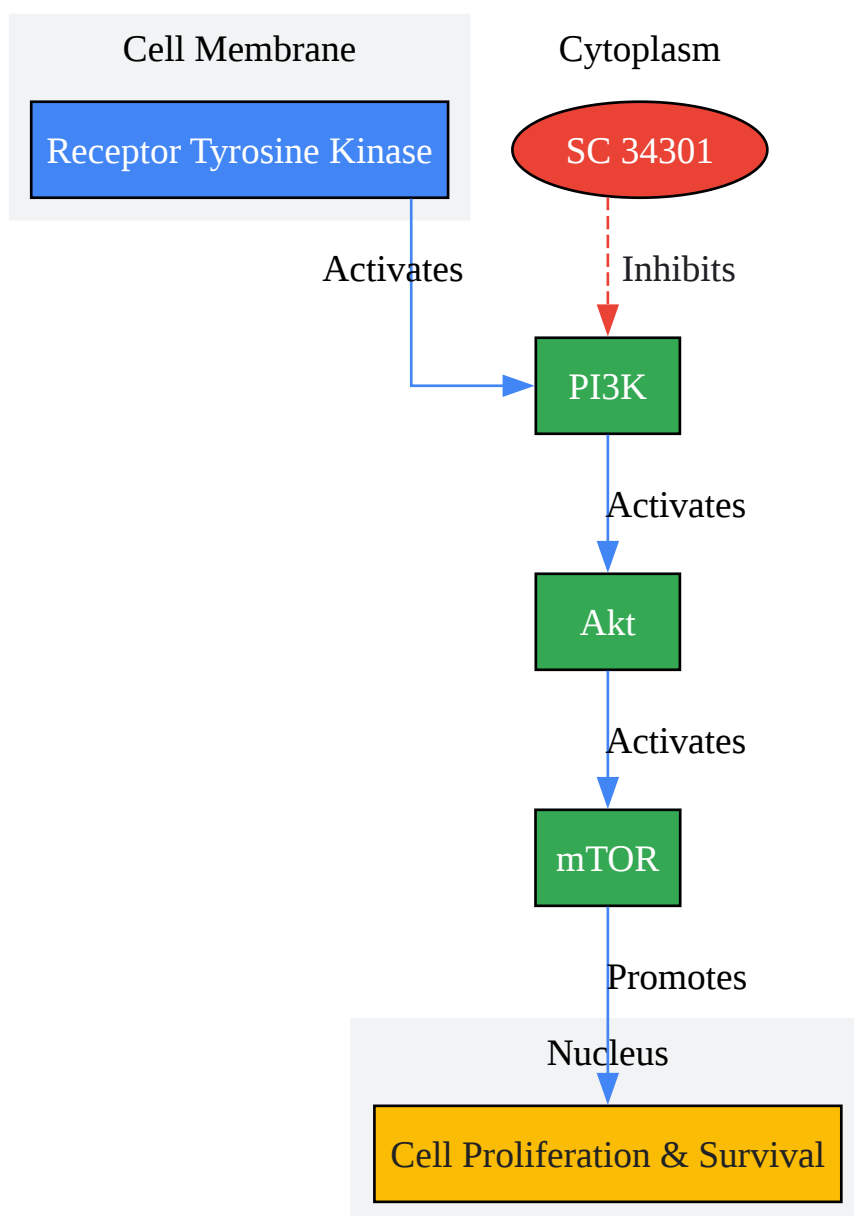 Cell Membrane
Cytoplasm
Receptor Tyrosine Kinase
SC 34301
Activates
Inhibits
PI3K
Activates
Akt
Activates
mTOR
Promotes
Nucleus
Cell Proliferation & Survival